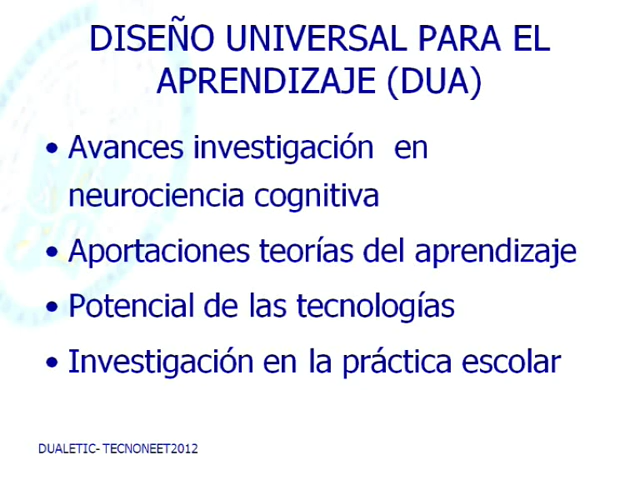 DISEÑO UNIVERSAL PARA EL
APRENDIZAJE (DUA)
• Avances investigación en
neurociencia cognitiva
• Aportaciones teorías del aprendizaje
• Potencial de las tecnologías
• Investigación en la práctica escolar
DUALETIC- TECNONEET2012